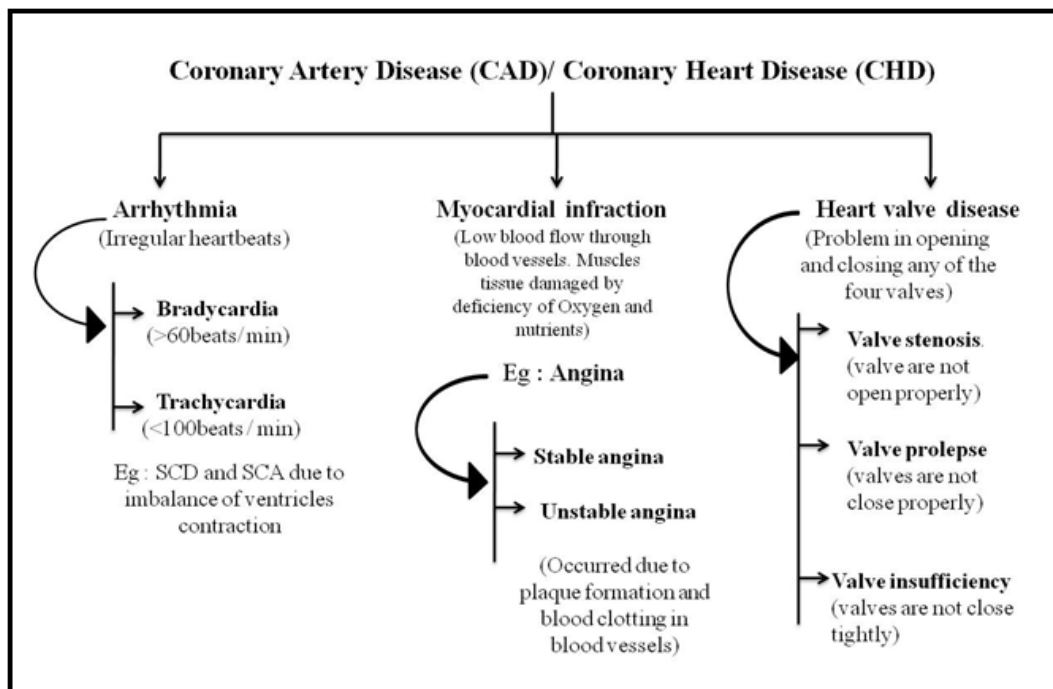 Coronary Artery Disease (CAD)/ Coronary Heart Disease (CHD)
Arrhythmia
(Irregular heartbeats)
Bradycardia
(>60beats/ min)
Trachycardia
(<100beats / min)
Eg : SCD and SCA due to
imbalance of ventricles
contraction
Myocardial infraction
(Low blood flow through
blood vessels. Muscles
tissue damaged by
deficiency of Oxygen and
nutrients)
Eg : Angina
Stable angina
Unstable angina
(Occurred due to
plaque formation and
blood clotting in
blood vessels)
Heart valve disease
(Problem in opening
and closing any of the
four valves)
Valve stenosis.
(valve are not
open properly)
Valve prolepse
(valves are not
close properly)
Valve insufficiency
(valves are not close
tightly)